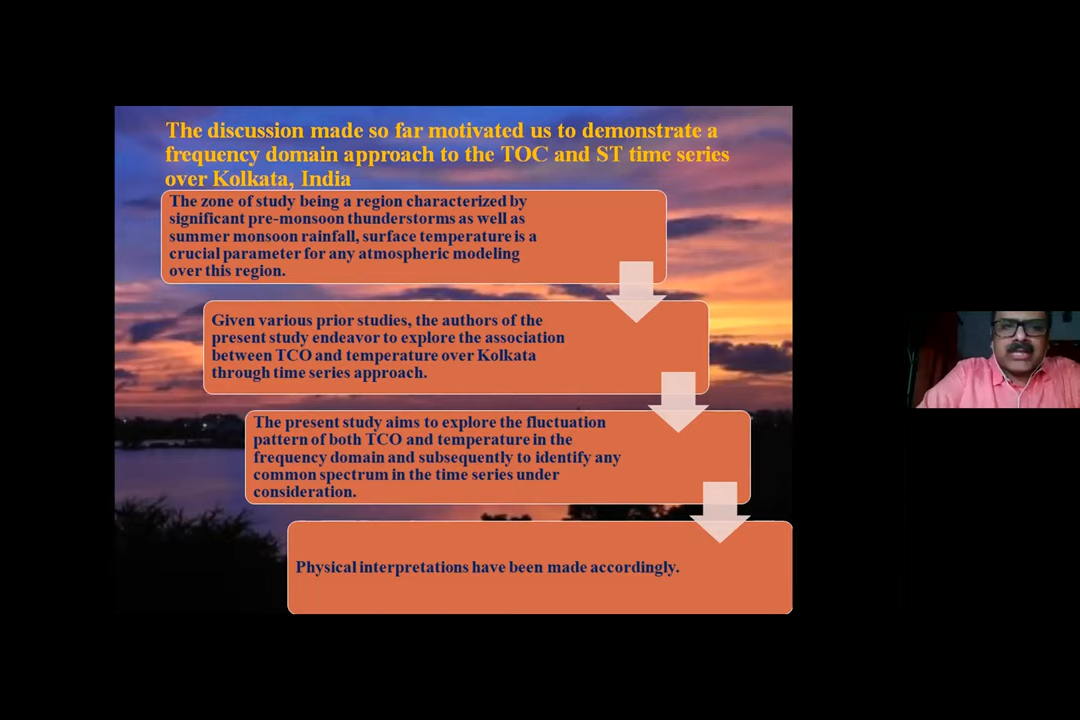 The discussion made so far motivated us to demonstrate a
frequency domain approach to the TOC and ST time series
over Kolkata, India
The zone of study being a region characterized by
significant pre-monsoon thunderstorms as well as
summer monsoon rainfall, surface temperature is a
crucial parameter for any atmospheric modeling
over this region.
Given various prior studies, the authors of the
present study endeavor to explore the association
between TCO and temperature over Kolkata
through time series approach.
The present study aims to explore the fluctuation
pattern of both TCO and temperature in the
frequency domain and subsequently to identify any
common spectrum in the time series under
consideration.
Physical interpretations have been made accordingly.